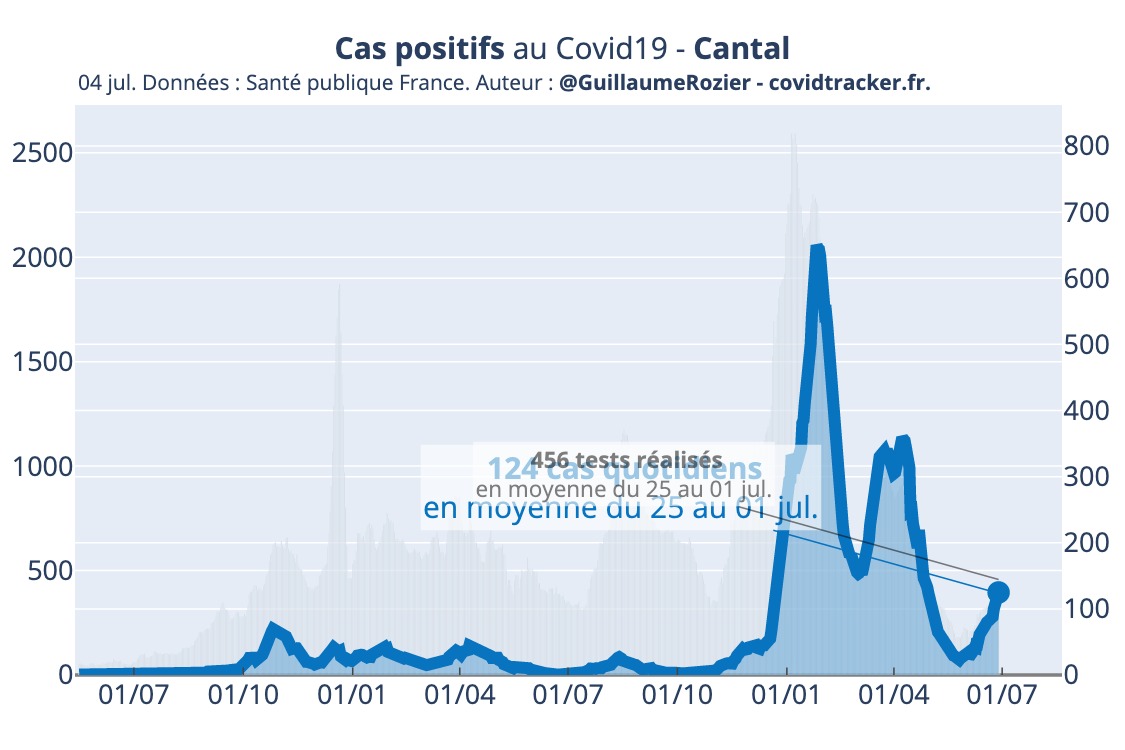 Cas positifs au Covid19 - Cantal
04 jul. Données : Santé publique France. Auteur : @GuillaumeRozier - covidtracker.fr.
2500
2000
1500
1000
500
0
800
700
600
500
400
300
200
100
0
456 tests réalisés
en moyenne du 25 au 01 jul.
124 cas quotidiens
en moyenne du 25 au 01 jul.
01/07 01/10 01/01 01/04 01/07 01/10 01/01 01/04 01/07